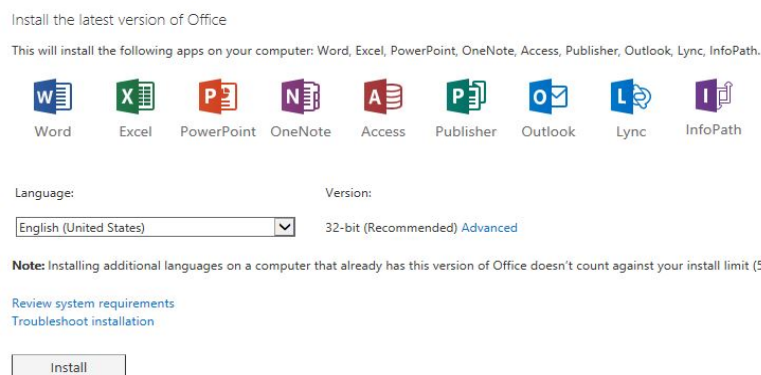 Install the latest version of Office
This will install the following apps on your computer: Word, Excel, PowerPoint, OneNote, Access, Publisher, Outlook, Lync, InfoPath.
Word Excel PowerPoint OneNote Access Publisher Outlook Lync InfoPath
Language: Version:
English (United States) 32-bit (Recommended) Advanced
Note: Installing additional languages on a computer that already has this version of Office doesn't count against your install limit (5
Review system requirements
Troubleshoot installation
Install